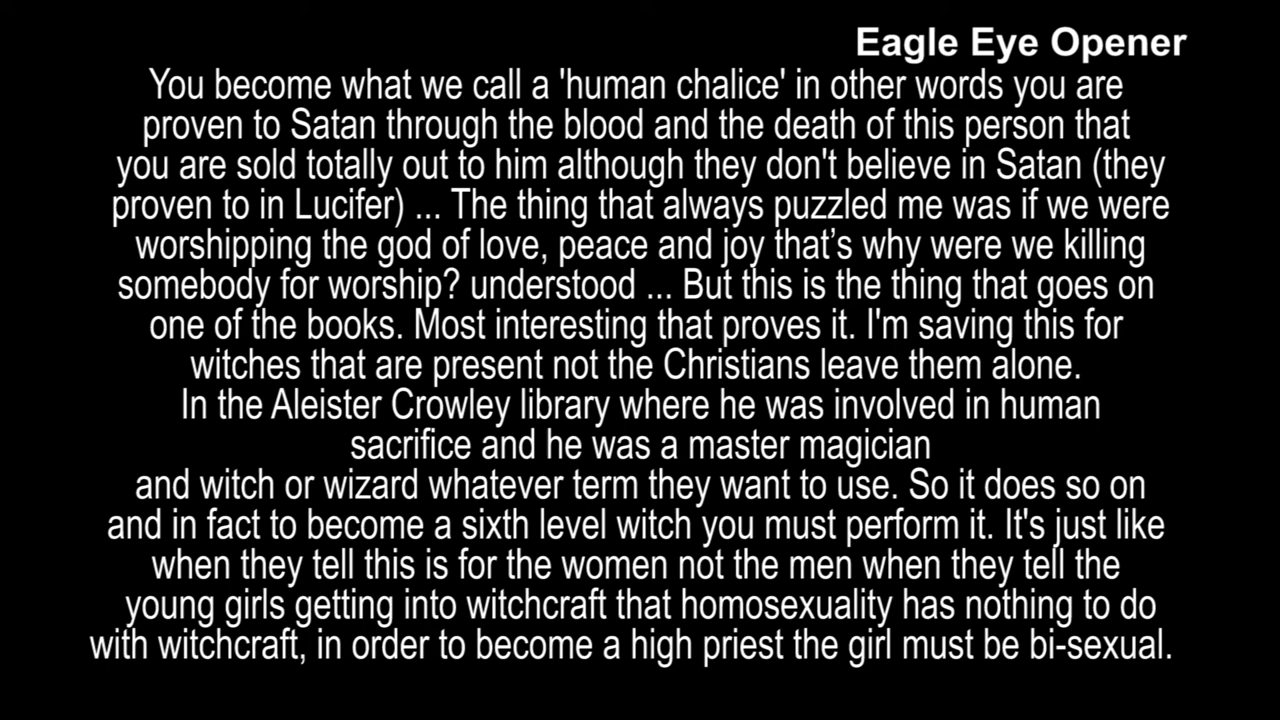 Eagle Eye Opener
You become what we call a 'human chalice' in other words you are
proven to Satan through the blood and the death of this person that
you are sold totally out to him although they don't believe in Satan (they
proven to in Lucifer) ... The thing that always puzzled me was if we were
worshipping the god of love, peace and joy that’s why were we killing
somebody for worship? understood ... But this is the thing that goes on
one of the books. Most interesting that proves it. I'm saving this for
witches that are present not the Christians leave them alone.
In the Aleister Crowley library where he was involved in human
sacrifice and he was a master magician
and witch or wizard whatever term they want to use. So it does so on
and in fact to become a sixth level witch you must perform it. It's just like
when they tell this is for the women not the men when they tell the
young girls getting into witchcraft that homosexuality has nothing to do
with witchcraft, in order to become a high priest the girl must be bi-sexual.